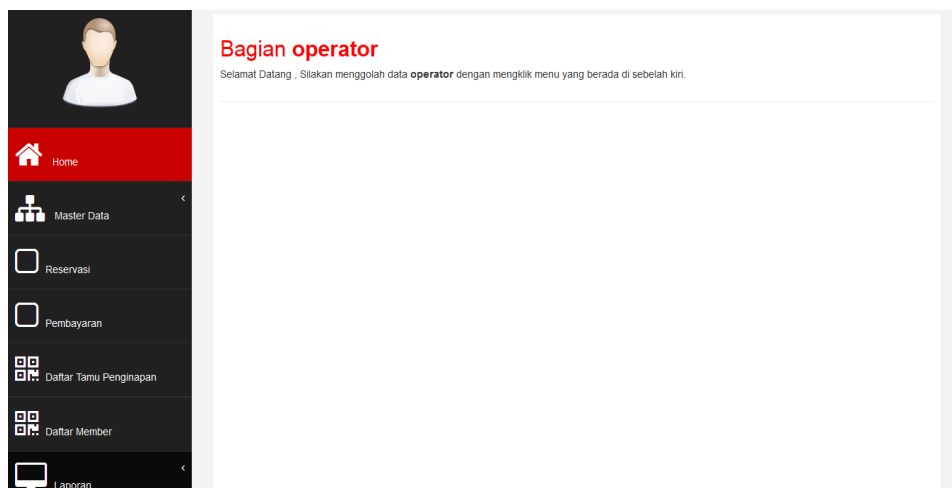 Bagian operator
Selamat Datang , Silakan menggolah data operator dengan mengklik menu yang berada di sebelah kiri.
Home
Master Data
Reservasi
Pembayaran
Daftar Tamu Penginapan
Daftar Member
Laporan